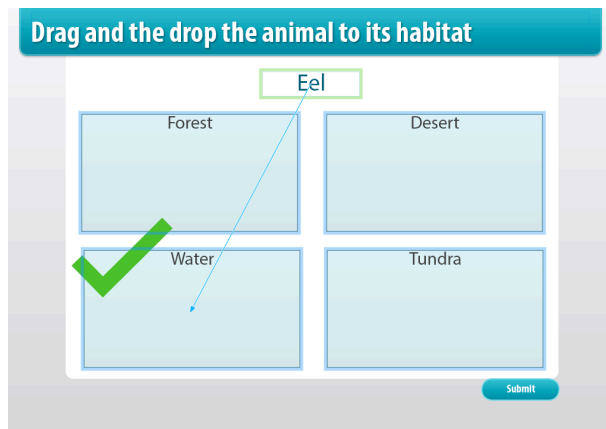 Drag and the drop the animal to its habitat
Eel
Forest
Desert
Water
Tundra
Submit